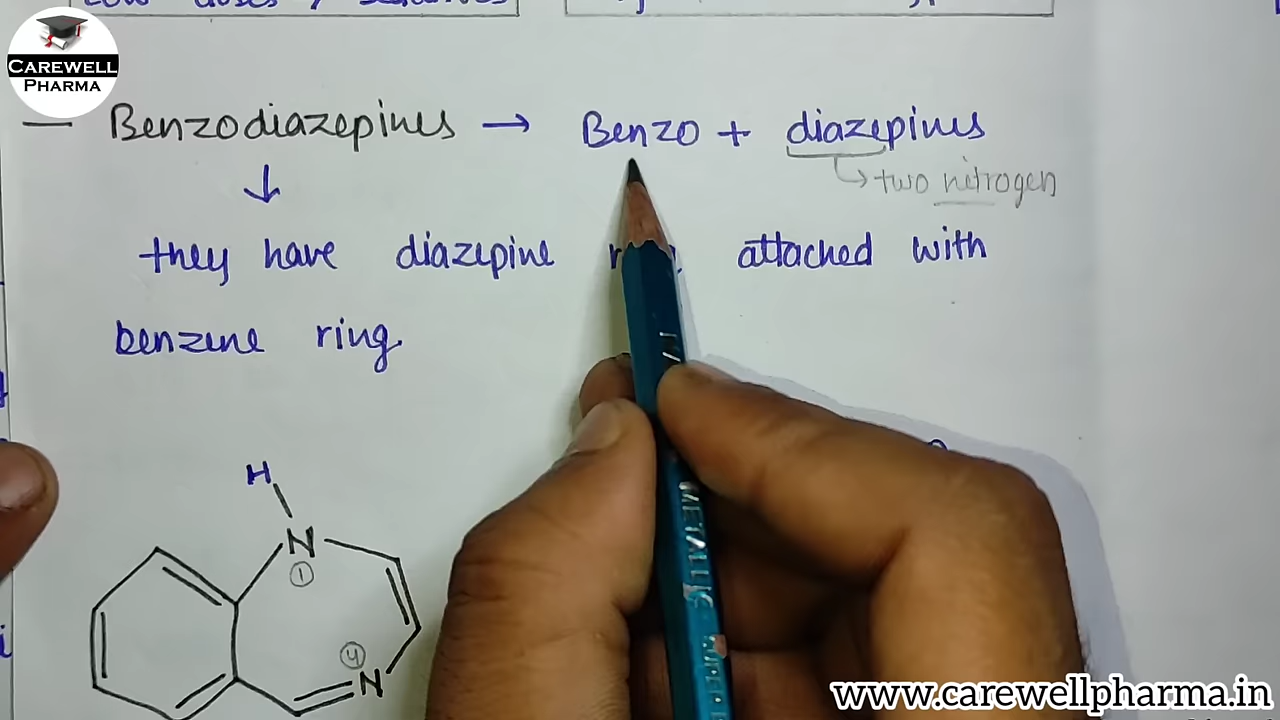 CAREWELL
PHARMA
Benzodiazepines → Benzo + diazepines
two nitrogen
they have diazepine attached with
benzene ring.
H
N
1
4
N
METALLIC
www.carewellpharma.in